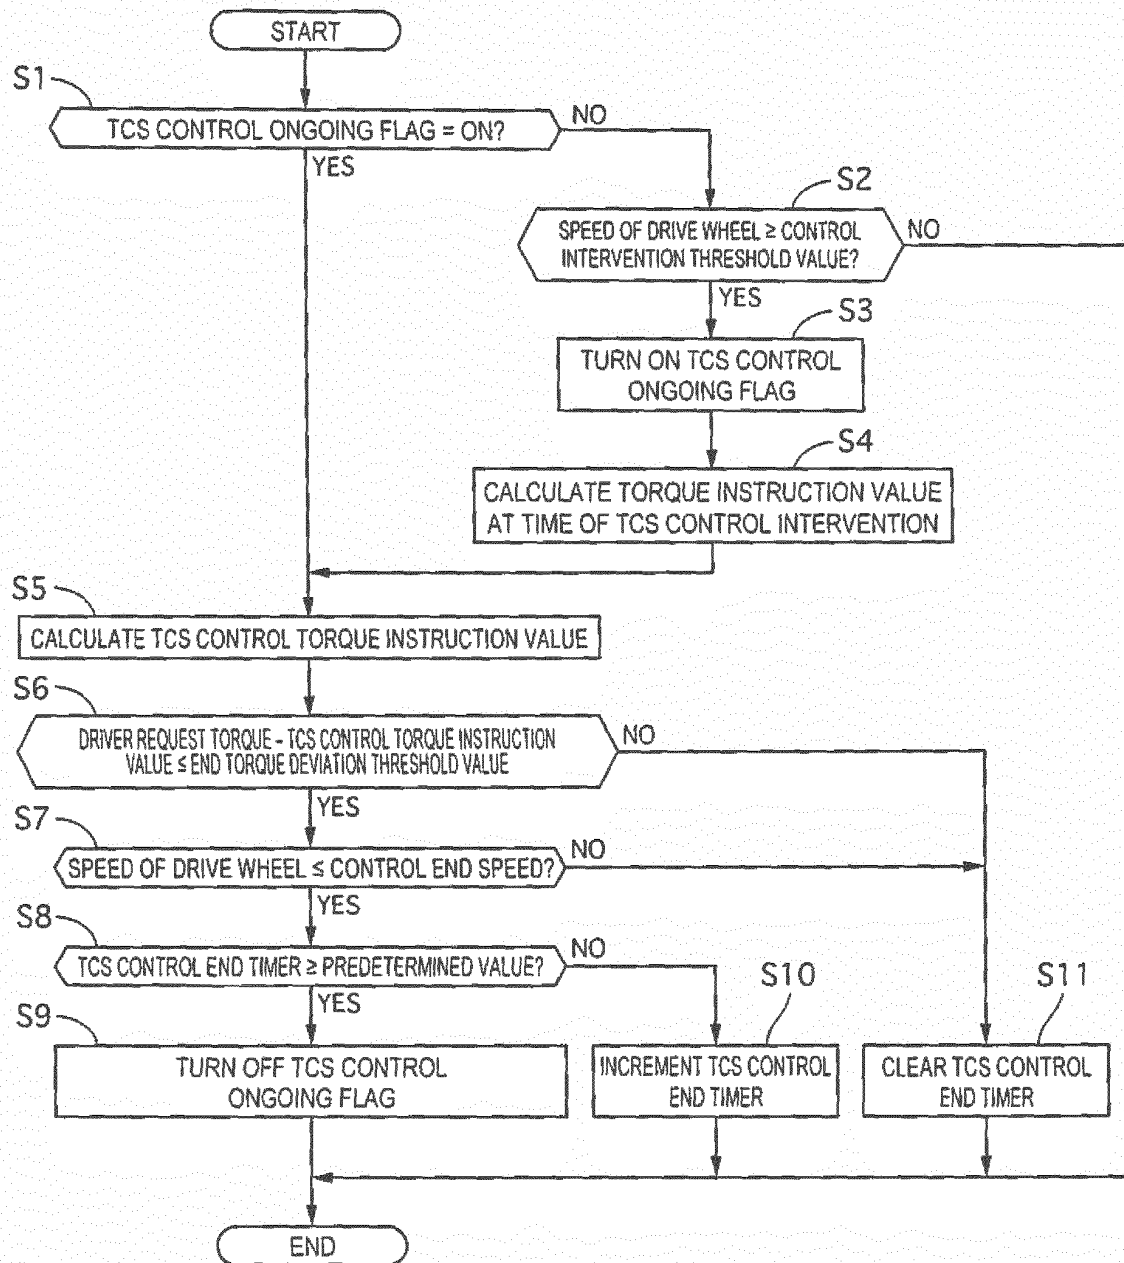 START
S1
TCS CONTROL ONGOING FLAG = ON?
NO
YES
S2
SPEED OF DRIVE WHEEL ≥ CONTROL
INTERVENTION THRESHOLD VALUE?
NO
YES
S3
TURN ON TCS CONTROL
ONGOING FLAG
S4
CALCULATE TORQUE INSTRUCTION VALUE
AT TIME OF TCS CONTROL INTERVENTION
S5
CALCULATE TCS CONTROL TORQUE INSTRUCTION VALUE
S6
DRIVER REQUEST TORQUE - TCS CONTROL TORQUE INSTRUCTION
VALUE ≤ END TORQUE DEVIATION THRESHOLD VALUE
NO
YES
S7
SPEED OF DRIVE WHEEL ≤ CONTROL END SPEED?
NO
YES
S8
TCS CONTROL END TIMER ≥ PREDETERMINED VALUE?
NO
YES
S9
TURN OFF TCS CONTROL
ONGOING FLAG
S10
INCREMENT TCS CONTROL
END TIMER
S11
CLEAR TCS CONTROL
END TIMER
END